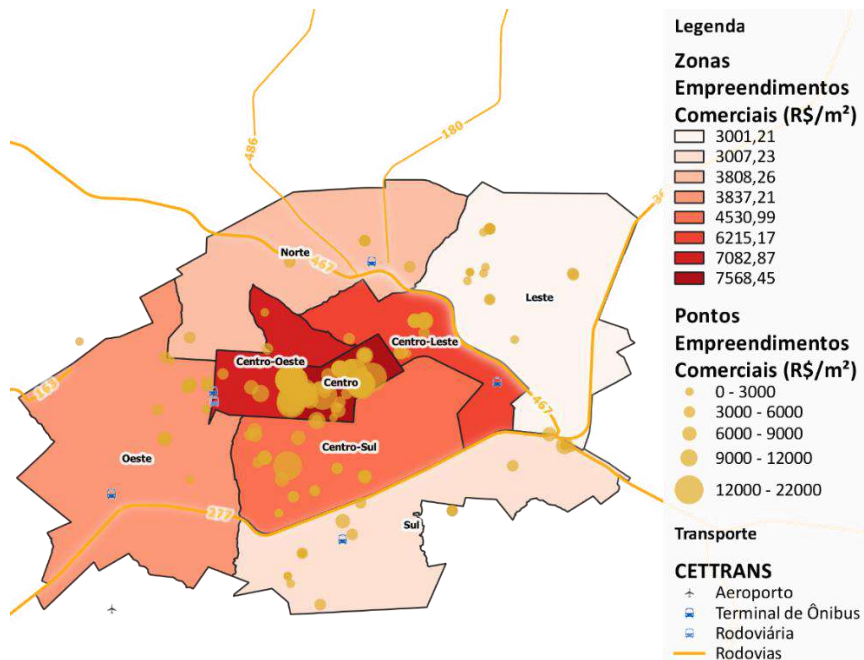 486
180
Norte
467
Leste
Centro-Leste
Centro-Oeste
Centro
163
467
Centro-Sul
Oeste
277
Sul
Legenda
Zonas
Empreendimentos
Comerciais (R$/m²)
3001,21
3007,23
3808,26
3837,21
4530,99
6215,17
7082,87
7568,45
Pontos
Empreendimentos
Comerciais (R$/m²)
0 - 3000
3000 - 6000
6000 - 9000
9000 - 12000
12000 - 22000
Transporte
CETTRANS
Aeroporto
Terminal de Ônibus
Rodoviária
Rodovias